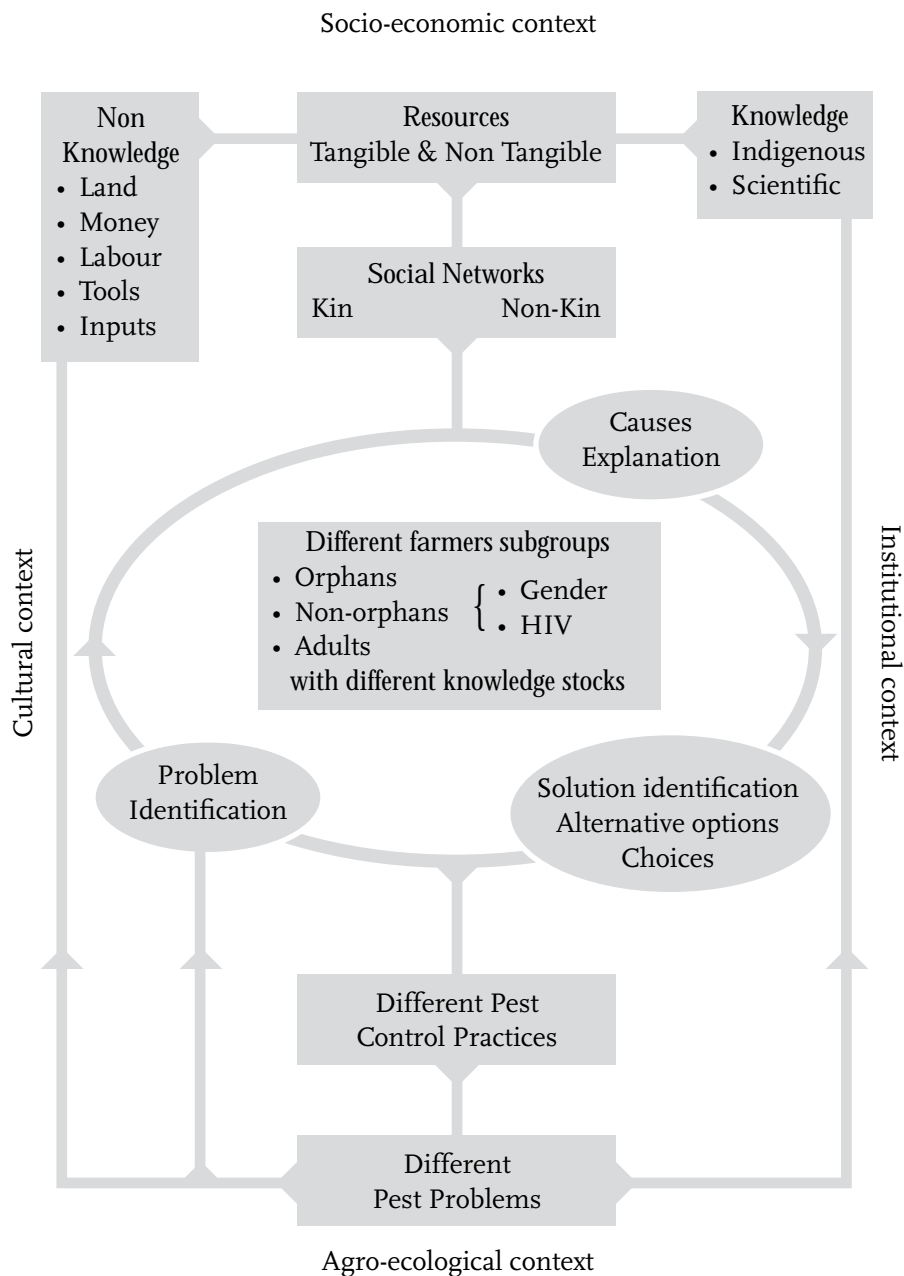 Socio-economic context
Non
Knowledge
• Land
• Money
• Labour
• Tools
• Inputs
Resources
Tangible & Non Tangible
Knowledge
• Indigenous
• Scientific
Social Networks
Kin Non-Kin
Causes
Explanation
Cultural context
Different farmers subgroups
• Orphans
• Non-orphans
• Adults
{ • Gender
• HIV
with different knowledge stocks
Institutional context
Problem
Identification
Solution identification
Alternative options
Choices
Different Pest
Control Practices
Different
Pest Problems
Agro-ecological context